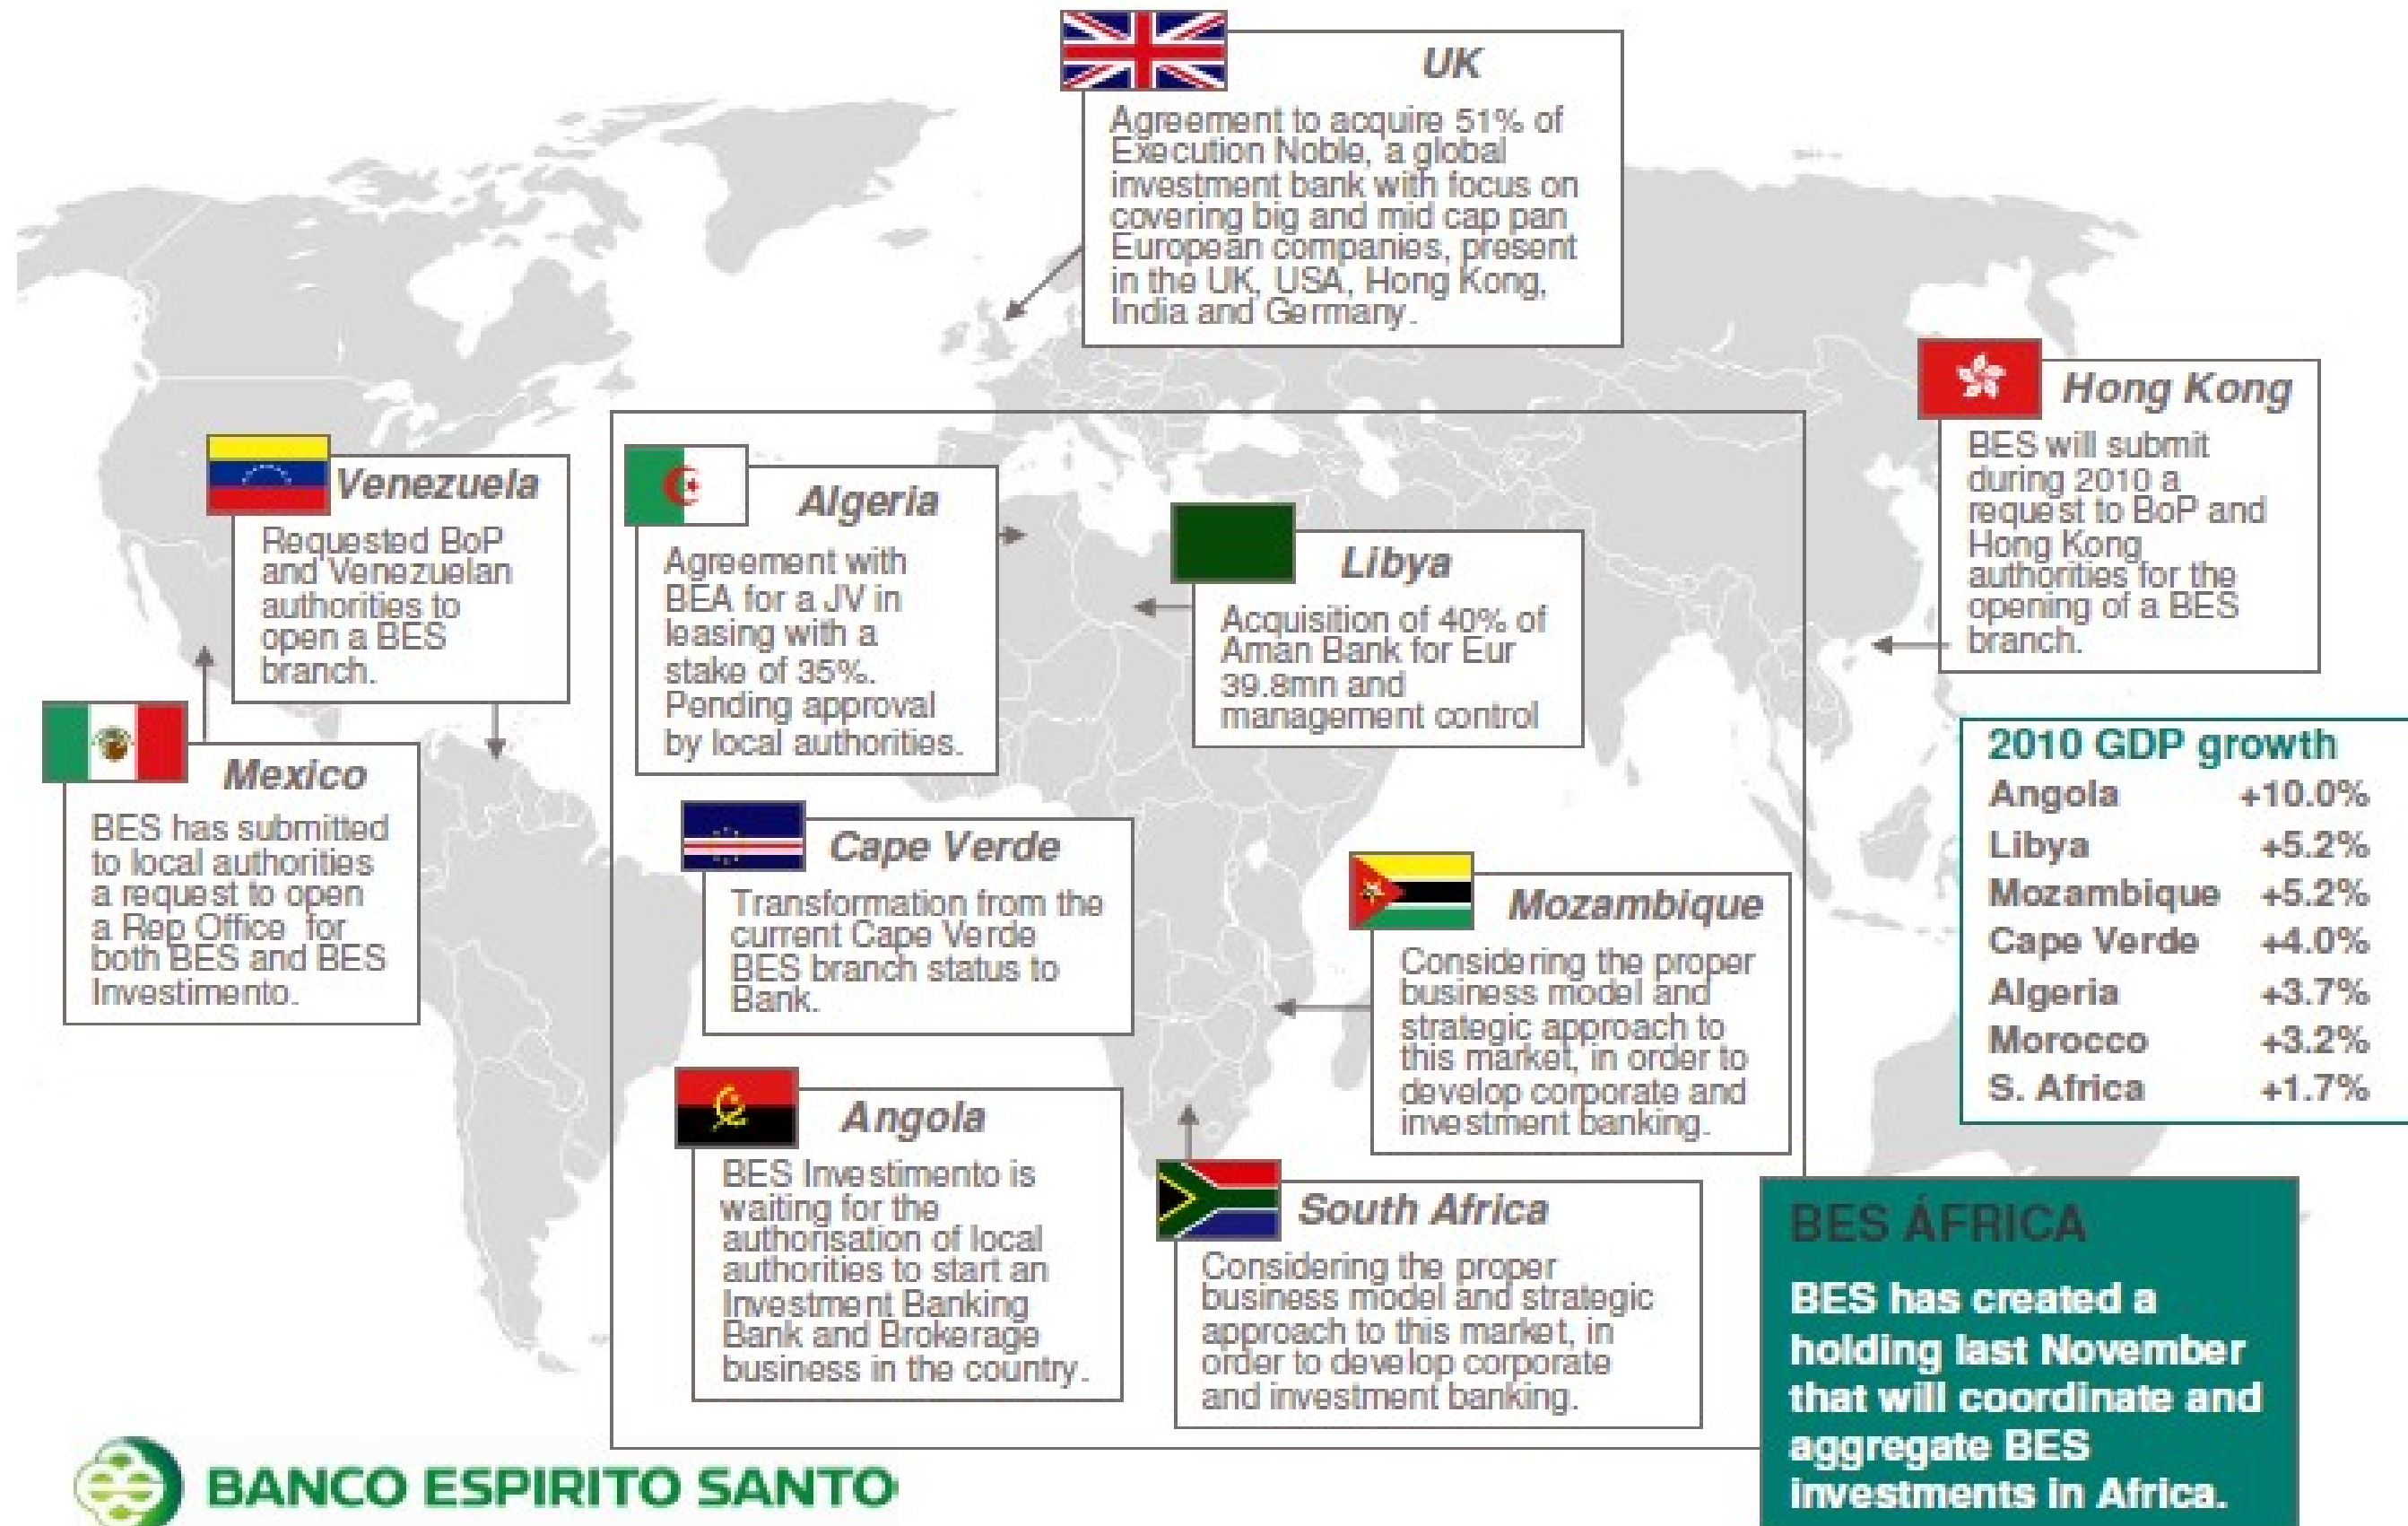 UK
Agreement to acquire 51% of
Execution Noble, a global
investment bank with focus on
covering big and mid cap pan
European companies, present
in the UK, USA, Hong Kong,
India and Germany.
Hong Kong
BES will submit
during 2010 a
request to BoP and
Hong Kong
authorities for the
opening of a BES
branch.
Venezuela
Requested BoP
and Venezuelan
authorities to
open a BES
branch.
Algeria
Agreement with
BEA for a JV in
leasing with a
stake of 35%.
Pending approval
by local authorities.
Libya
Acquisition of 40% of
Aman Bank for Eur
39.8mn and
management control
Mexico
BES has submitted
to local authorities
a request to open
a Rep Office for
both BES and BES
Investimento.
Cape Verde
Transformation from the
current Cape Verde
BES branch status to
Bank.
Mozambique
Considering the proper
business model and
strategic approach to
this market, in order to
develop corporate and
investment banking.
2010 GDP growth
Angola +10.0%
Libya +5.2%
Mozambique +5.2%
Cape Verde +4.0%
Algeria +3.7%
Morocco +3.2%
S. Africa +1.7%
Angola
BES Investimento is
waiting for the
authorisation of local
authorities to start an
Investment Banking
Bank and Brokerage
business in the country.
South Africa
Considering the proper
business model and strategic
approach to this market, in
order to develop corporate
and investment banking.
BES ÁFRICA
BES has created a
holding last November
that will coordinate and
aggregate BES
investments in Africa.
BANCO ESPIRITO SANTO